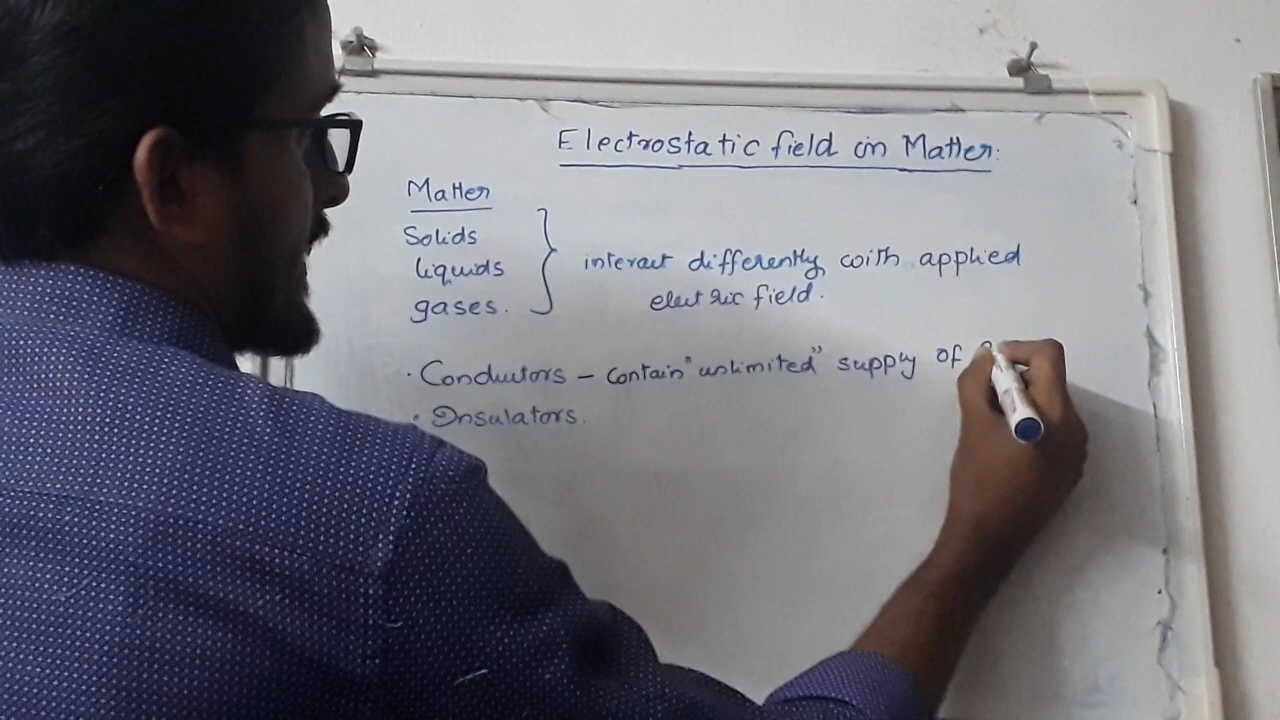 Electrostatic field in Matter:
Matter
Solids
liquids
gases.
interact differently with applied
electric field.
· Conductors – contain "unlimited" supply of
· Insulators.